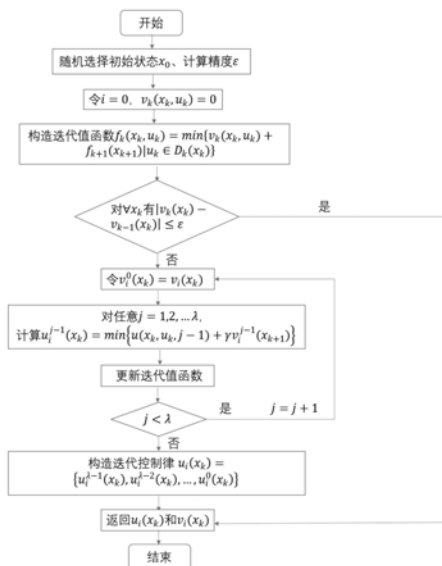 开始
随机选择初始状态x₀、计算精度ε
令i = 0, v_k(x_k, u_k) = 0
构造迭代值函数f_k(x_k, u_k) = min{v_k(x_k, u_k) +
f_{k+1}(x_{k+1})|u_k ∈ D_k(x_k)}
对∀x_k有|v_k(x_k) −
v_{k−1}(x_k)| ≤ ε
是
否
令v_i^0(x_k) = v_i(x_k)
对任意j = 1,2, … λ,
计算u_i^{j−1}(x_k) = min{u(x_k, u_k, j − 1) + γv_i^{j−1}(x_{k+1})}
更新迭代值函数
j < λ
是
j = j + 1
否
构造迭代控制律 u_i(x_k) =
{u_i^{λ−1}(x_k), u_i^{λ−2}(x_k), … , u_i^0(x_k)}
返回u_i(x_k)和v_i(x_k)
结束